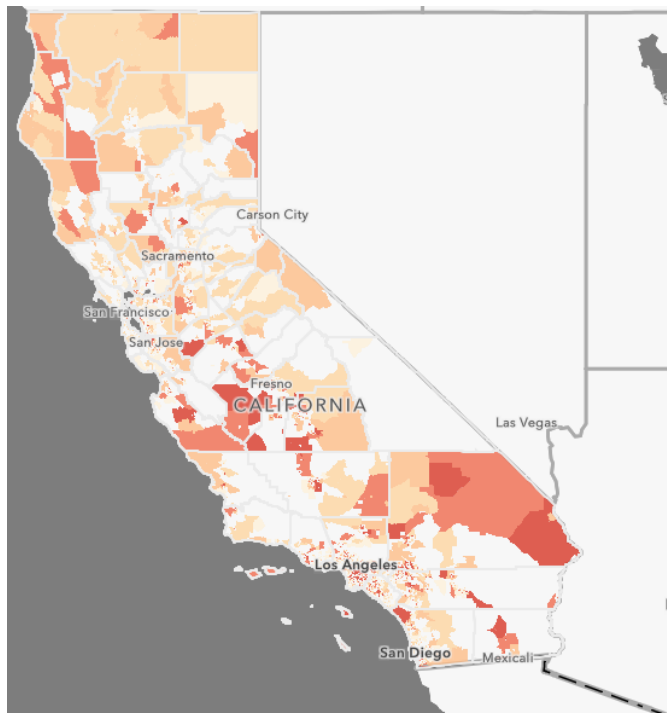 Carson City
Sacramento
San Francisco
San Jose
Fresno
CALIFORNIA
Las Vegas
Los Angeles
San Diego
Mexicali